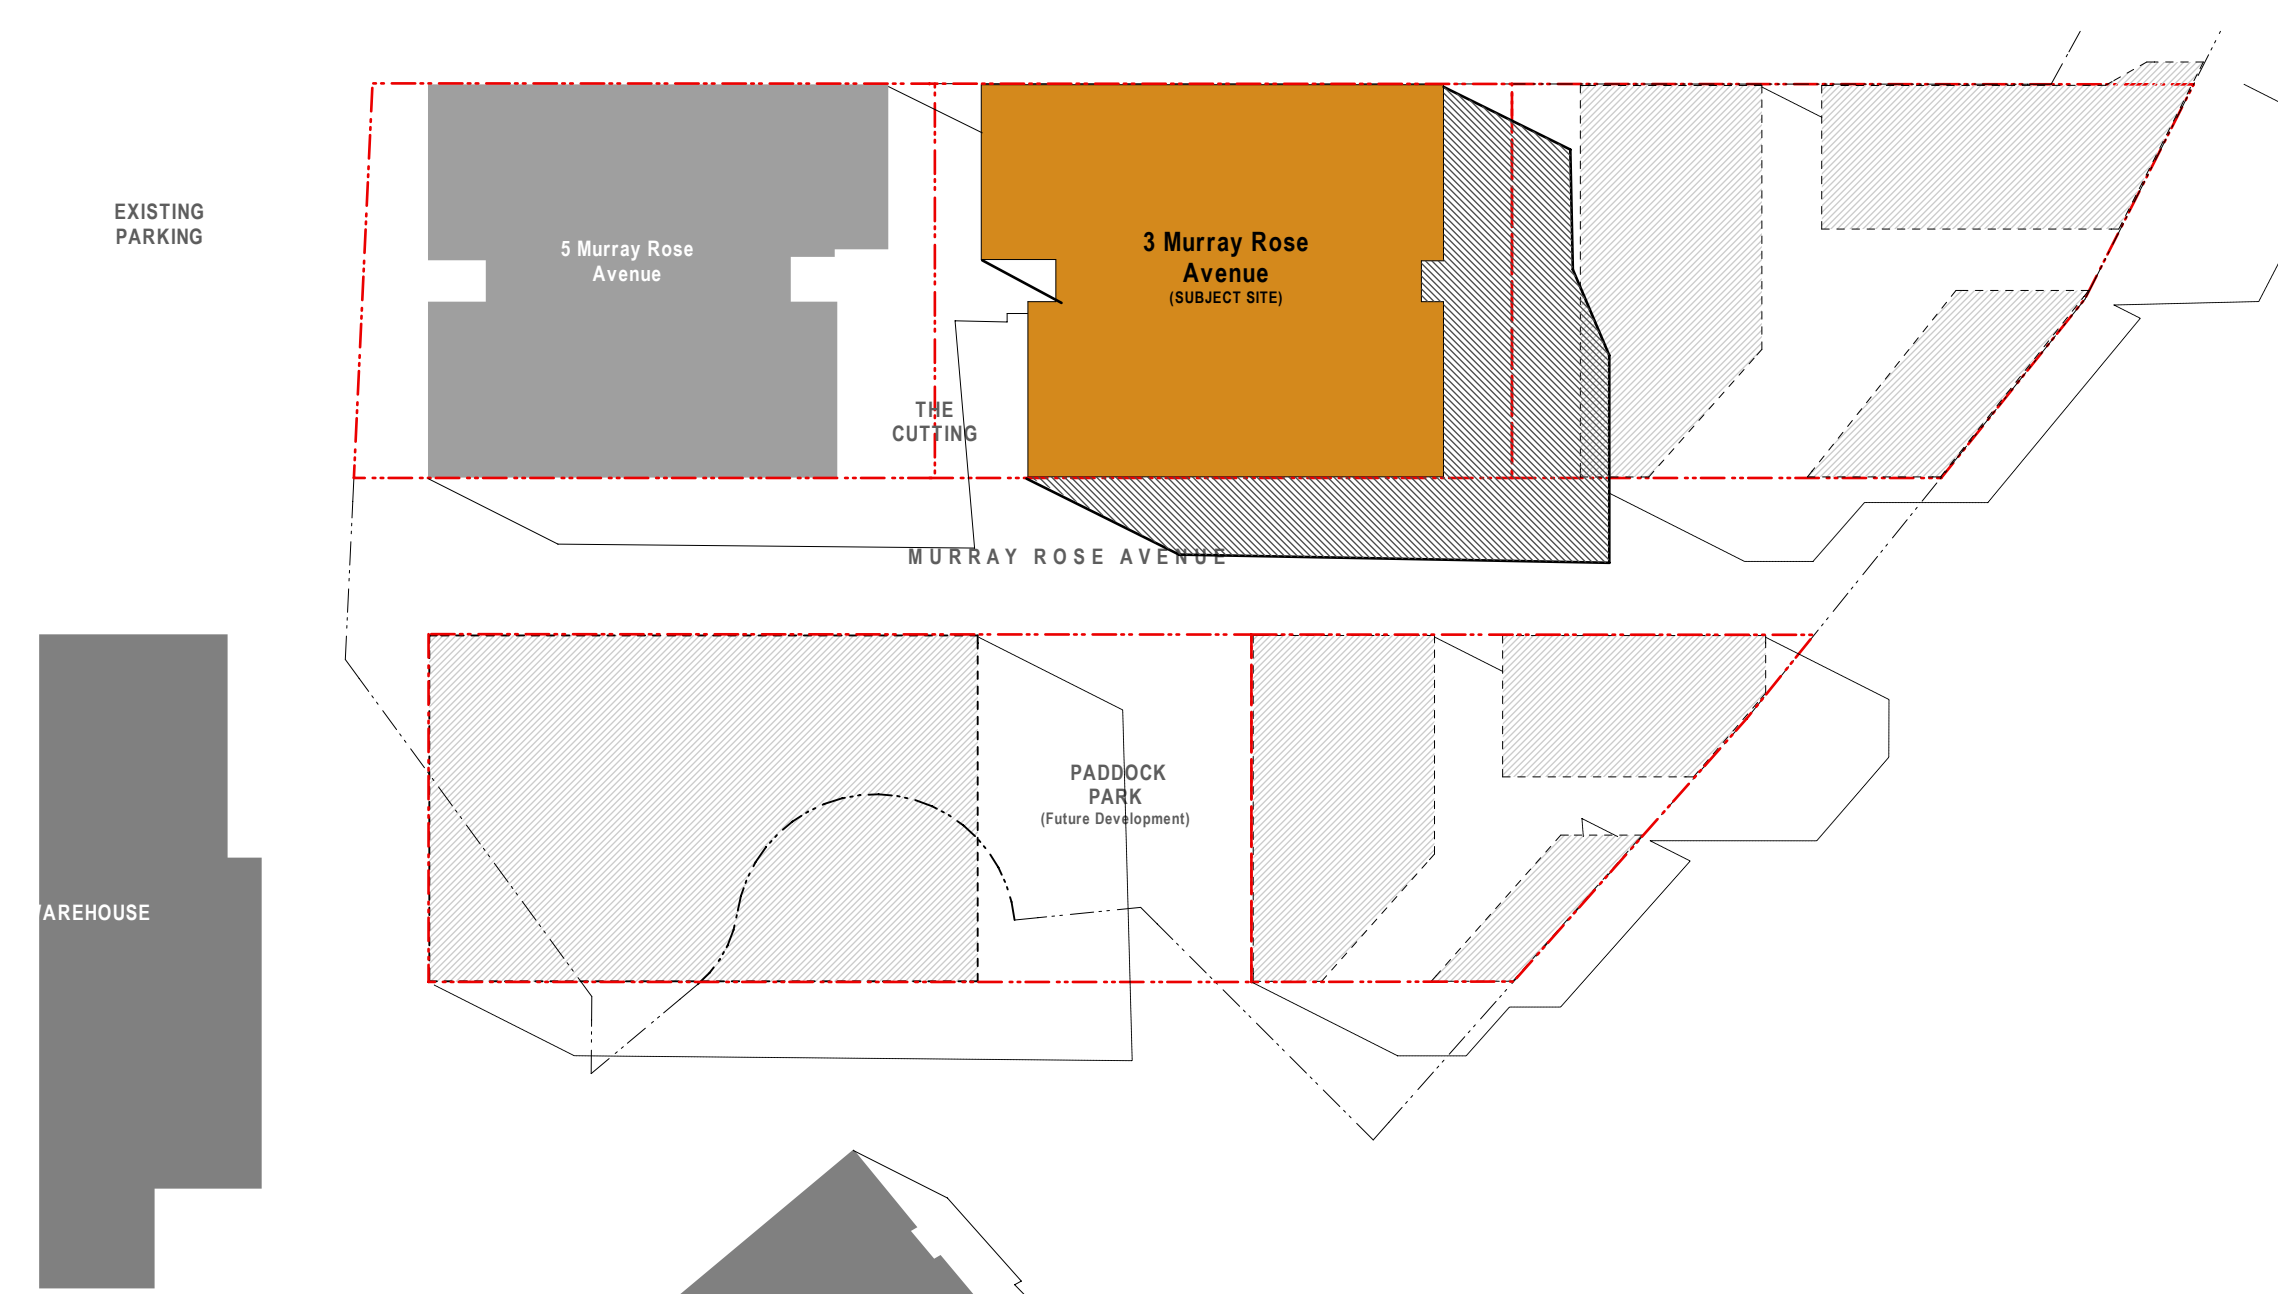 EXISTING
PARKING
5 Murray Rose
Avenue
3 Murray Rose
Avenue
(SUBJECT SITE)
THE
CUTTING
MURRAY ROSE AVENUE
PADDOCK
PARK
(Future Development)
AREHOUSE